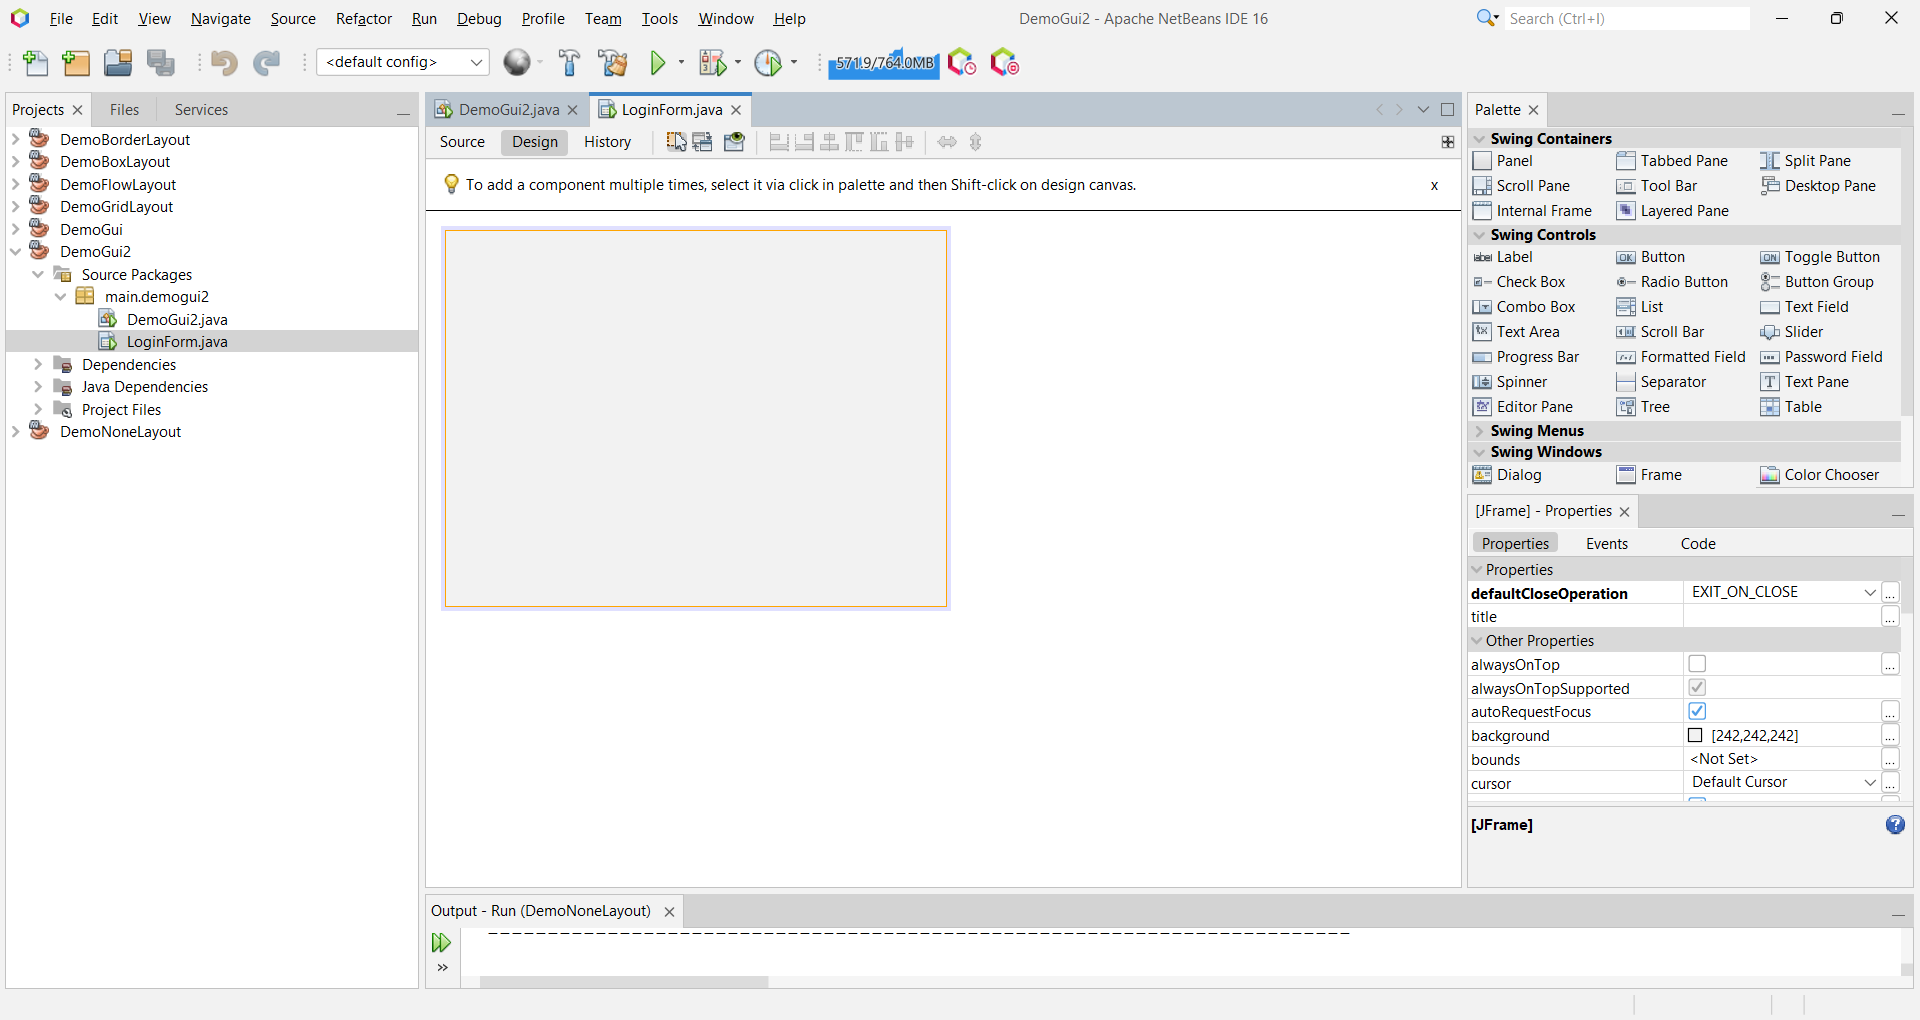 File Edit View Navigate Source Refactor Run Debug Profile Team Tools Window Help
DemoGui2 - Apache NetBeans IDE 16
Search (Ctrl+I)
<default config>
571.9/764.0MB
Projects Files Services
DemoBorderLayout
DemoBoxLayout
DemoFlowLayout
DemoGridLayout
DemoGui
DemoGui2
Source Packages
main.demogui2
DemoGui2.java
LoginForm.java
Dependencies
Java Dependencies
Project Files
DemoNoneLayout
DemoGui2.java LoginForm.java
Source Design History
To add a component multiple times, select it via click in palette and then Shift-click on design canvas.
x
Palette
Swing Containers
Panel Tabbed Pane Split Pane
Scroll Pane Tool Bar Desktop Pane
Internal Frame Layered Pane
Swing Controls
Label Button Toggle Button
Check Box Radio Button Button Group
Combo Box List Text Field
Text Area Scroll Bar Slider
Progress Bar Formatted Field Password Field
Spinner Separator Text Pane
Editor Pane Tree Table
Swing Menus
Swing Windows
Dialog Frame Color Chooser
[JFrame] - Properties
Properties Events Code
Properties
defaultCloseOperation EXIT_ON_CLOSE ...
title ...
Other Properties
alwaysOnTop ...
alwaysOnTopSupported
autoRequestFocus ...
background [242,242,242] ...
bounds <Not Set> ...
cursor Default Cursor ...
[JFrame]
Output - Run (DemoNoneLayout)
------------------------------------------------------------------------